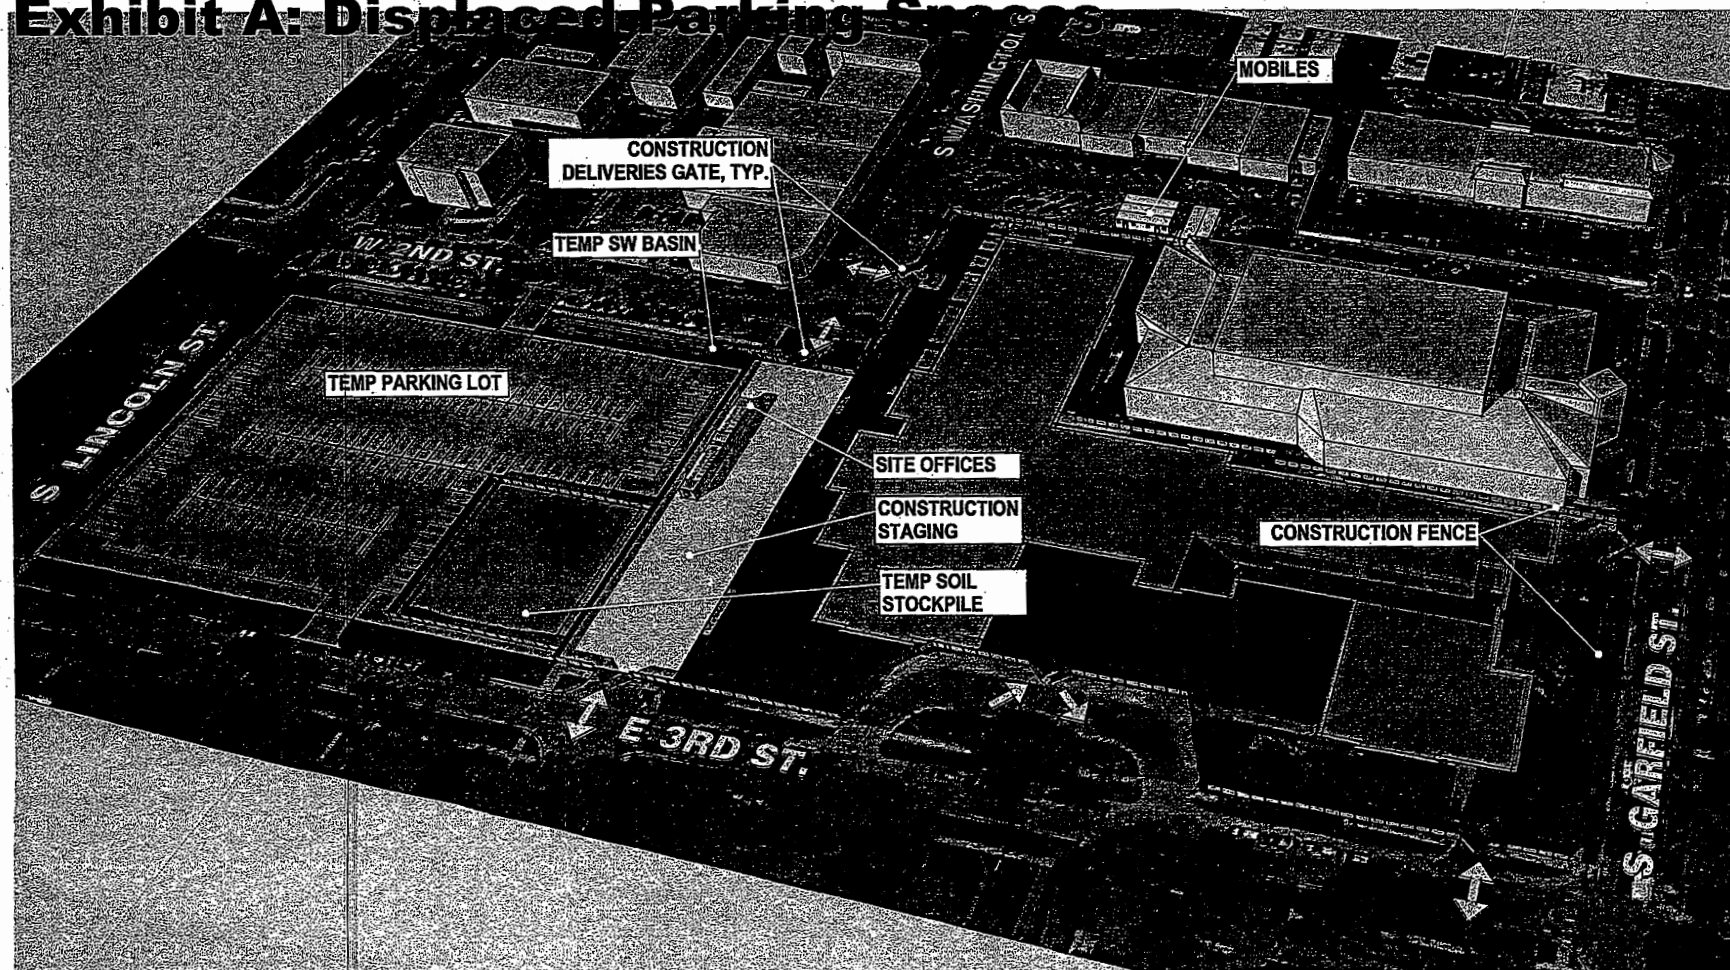 Exhibit A: Displaced Parking Spaces
MOBILES
S WASHINGTON S
CONSTRUCTION
DELIVERIES GATE, TYP.
TEMP SW BASIN
W 2ND ST.
S LINCOLN ST.
TEMP PARKING LOT
SITE OFFICES
CONSTRUCTION
STAGING
CONSTRUCTION FENCE
TEMP SOIL
STOCKPILE
E 3RD ST.
S GARFIELD ST.